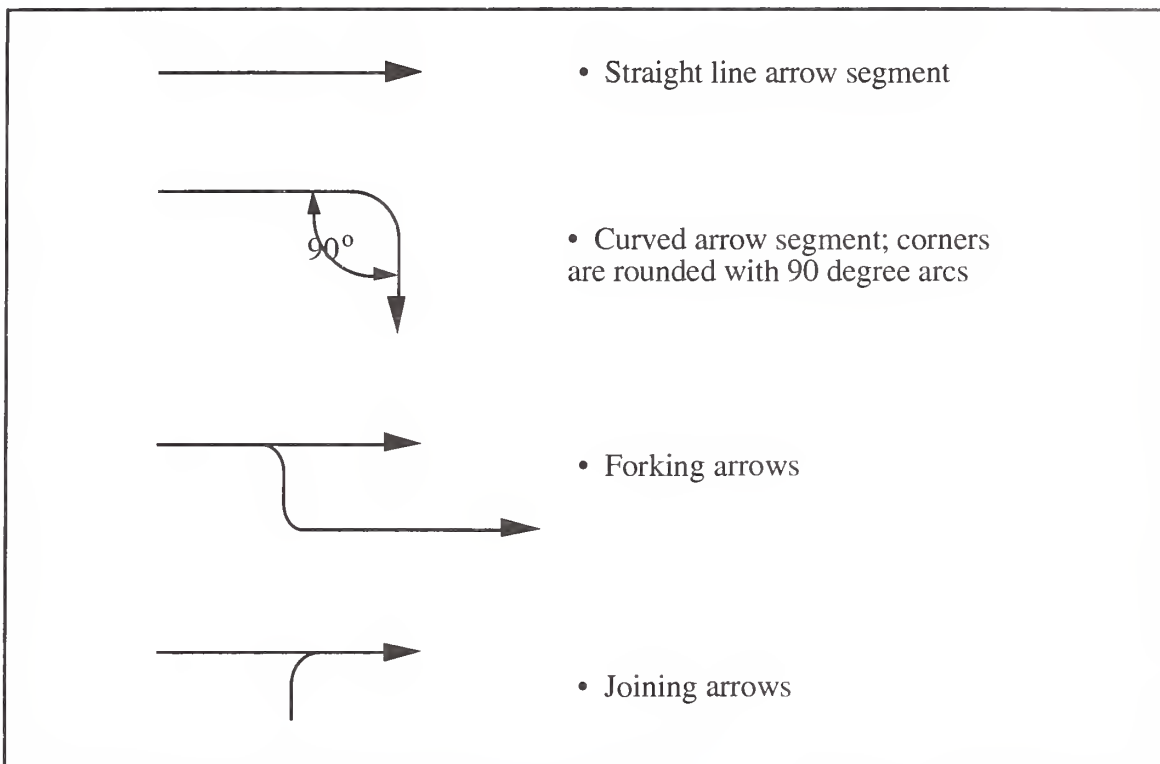 • Straight line arrow segment
90°
• Curved arrow segment; corners
are rounded with 90 degree arcs
• Forking arrows
• Joining arrows